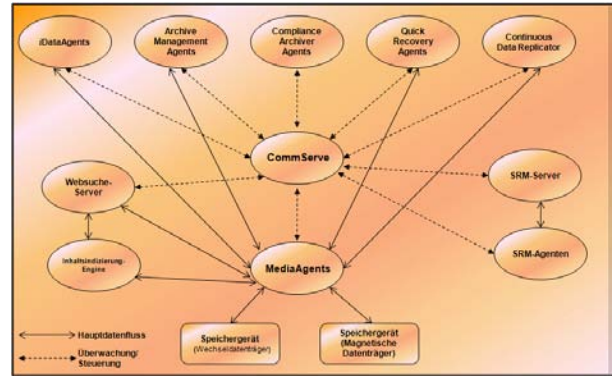 iDataAgents
Archive
Management
Agents
Compliance
Archiver Agents
Quick
Recovery
Agents
Continuous
Data Replicator
CommServe
Websuche-
Server
SRM-Server
Inhaltsindizierung-
Engine
MediaAgents
SRM-Agenten
Speichergerät
(Wechseldatenträger)
Speichergerät
(Magnetische
Datenträger)
Hauptdatenfluss
Überwachung/
Steuerung